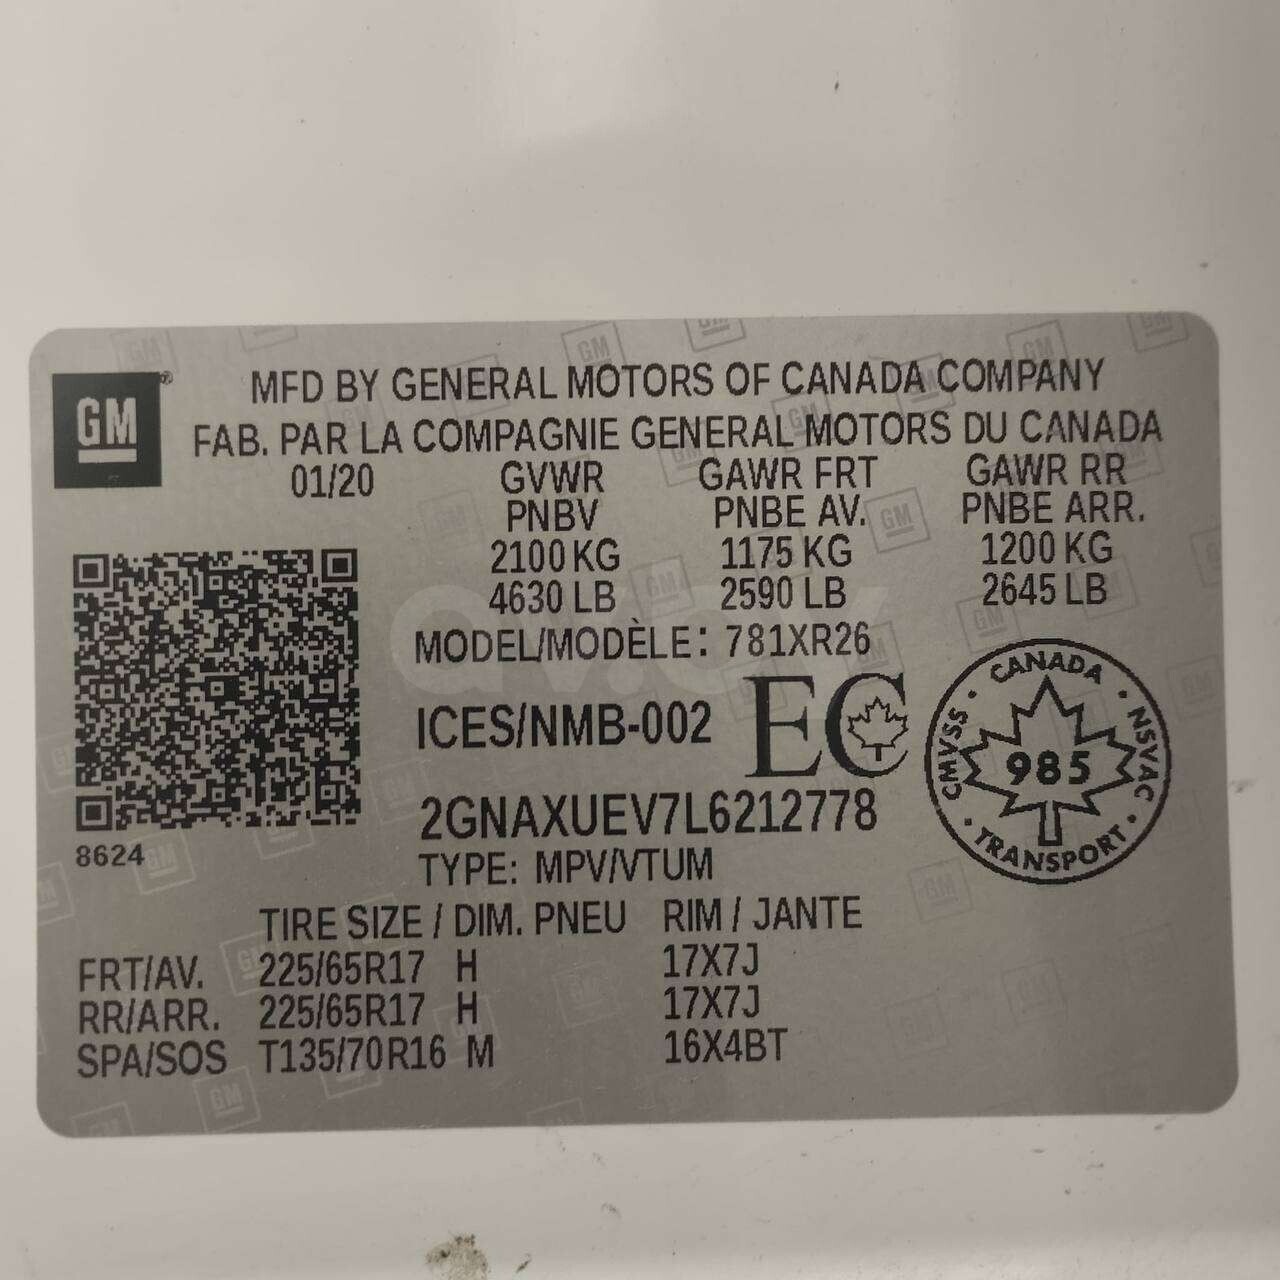 GM
MFD BY GENERAL MOTORS OF CANADA COMPANY
FAB. PAR LA COMPAGNIE GENERAL MOTORS DU CANADA
01/20 GVWR GAWR FRT GAWR RR
PNBV PNBE AV. PNBE ARR.
2100 KG 1175 KG 1200 KG
4630 LB 2590 LB 2645 LB
MODEL/MODÈLE: 781XR26
ICES/NMB-002 EC
CANADA
CMVSS 985 NSVAC
TRANSPORT
2GNAXUEV7L6212778
8624
TYPE: MPV/VTUM
TIRE SIZE / DIM. PNEU RIM / JANTE
FRT/AV. 225/65R17 H 17X7J
RR/ARR. 225/65R17 H 17X7J
SPA/SOS T135/70R16 M 16X4BT